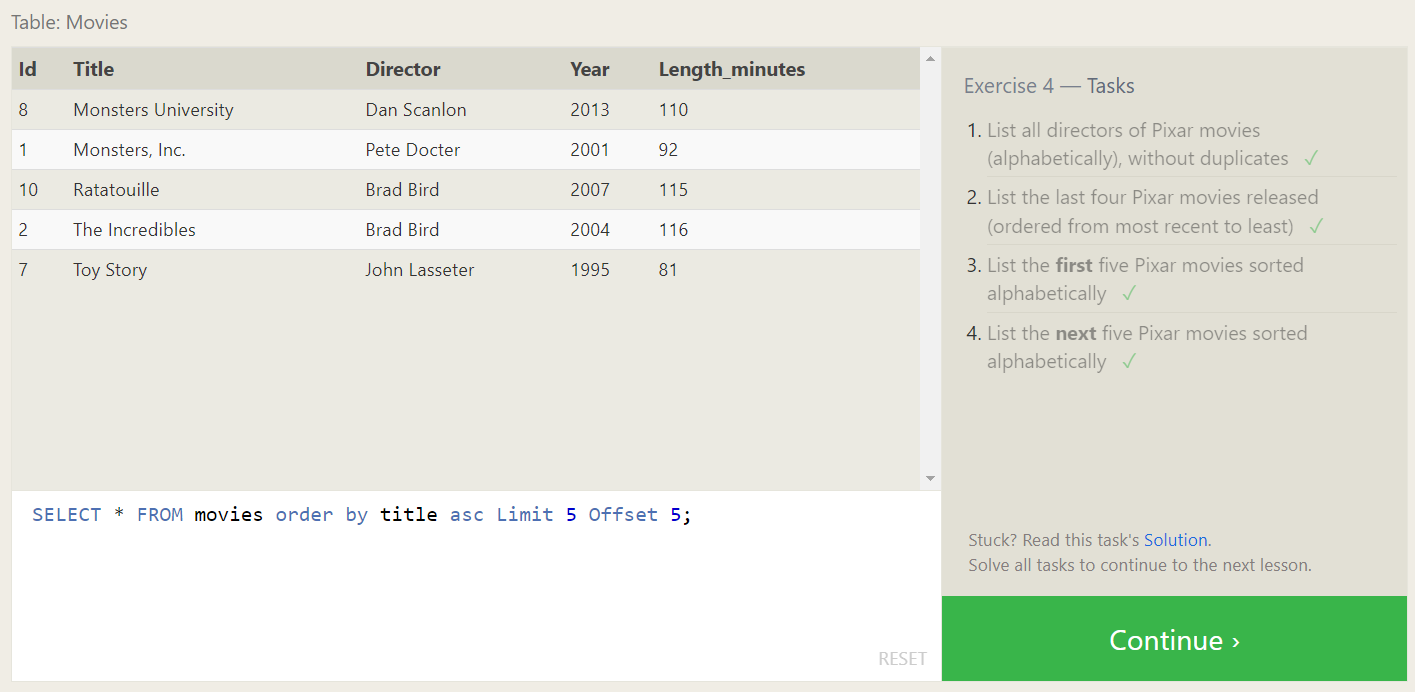 Table: Movies
Id Title Director Year Length_minutes
8 Monsters University Dan Scanlon 2013 110
1 Monsters, Inc. Pete Docter 2001 92
10 Ratatouille Brad Bird 2007 115
2 The Incredibles Brad Bird 2004 116
7 Toy Story John Lasseter 1995 81
SELECT * FROM movies order by title asc Limit 5 Offset 5;
RESET
Exercise 4 — Tasks
1. List all directors of Pixar movies
(alphabetically), without duplicates ✓
2. List the last four Pixar movies released
(ordered from most recent to least) ✓
3. List the first five Pixar movies sorted
alphabetically ✓
4. List the next five Pixar movies sorted
alphabetically ✓
Stuck? Read this task's Solution.
Solve all tasks to continue to the next lesson.
Continue ›